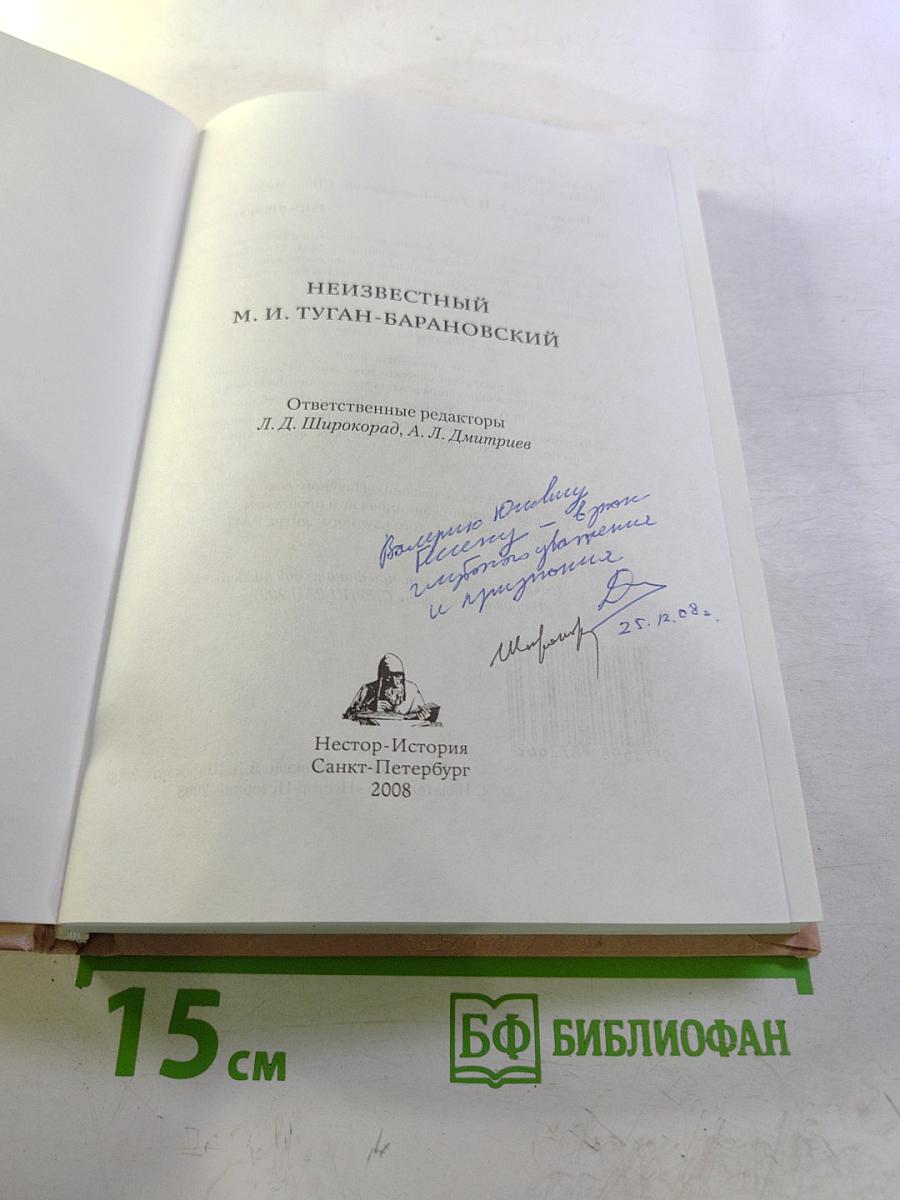 НЕИЗВЕСТНЫЙ
М. И. ТУГАН-БАРАНОВСКИЙ
Ответственные редакторы
Л. Д. Широкорад, А. Л. Дмитриев
Валерию Юльевичу
Гессену – в знак
глубокого уважения
и признания
25.12.08г.
Нестор-История
Санкт-Петербург
2008
15 см
БФ БИБЛИОФАН